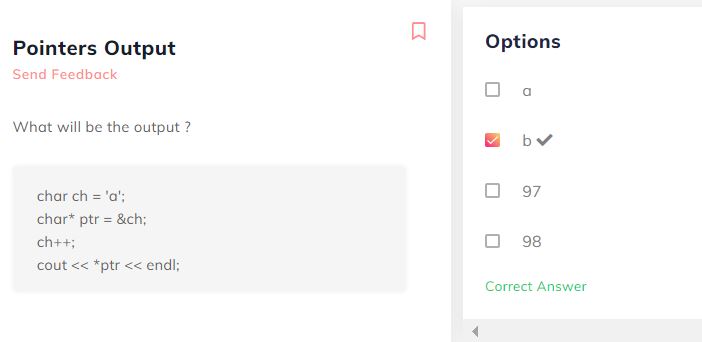 Pointers Output
Send Feedback
What will be the output ?
char ch = 'a';
char* ptr = &ch;
ch++;
cout << *ptr << endl;
Options
a
b
97
98
Correct Answer